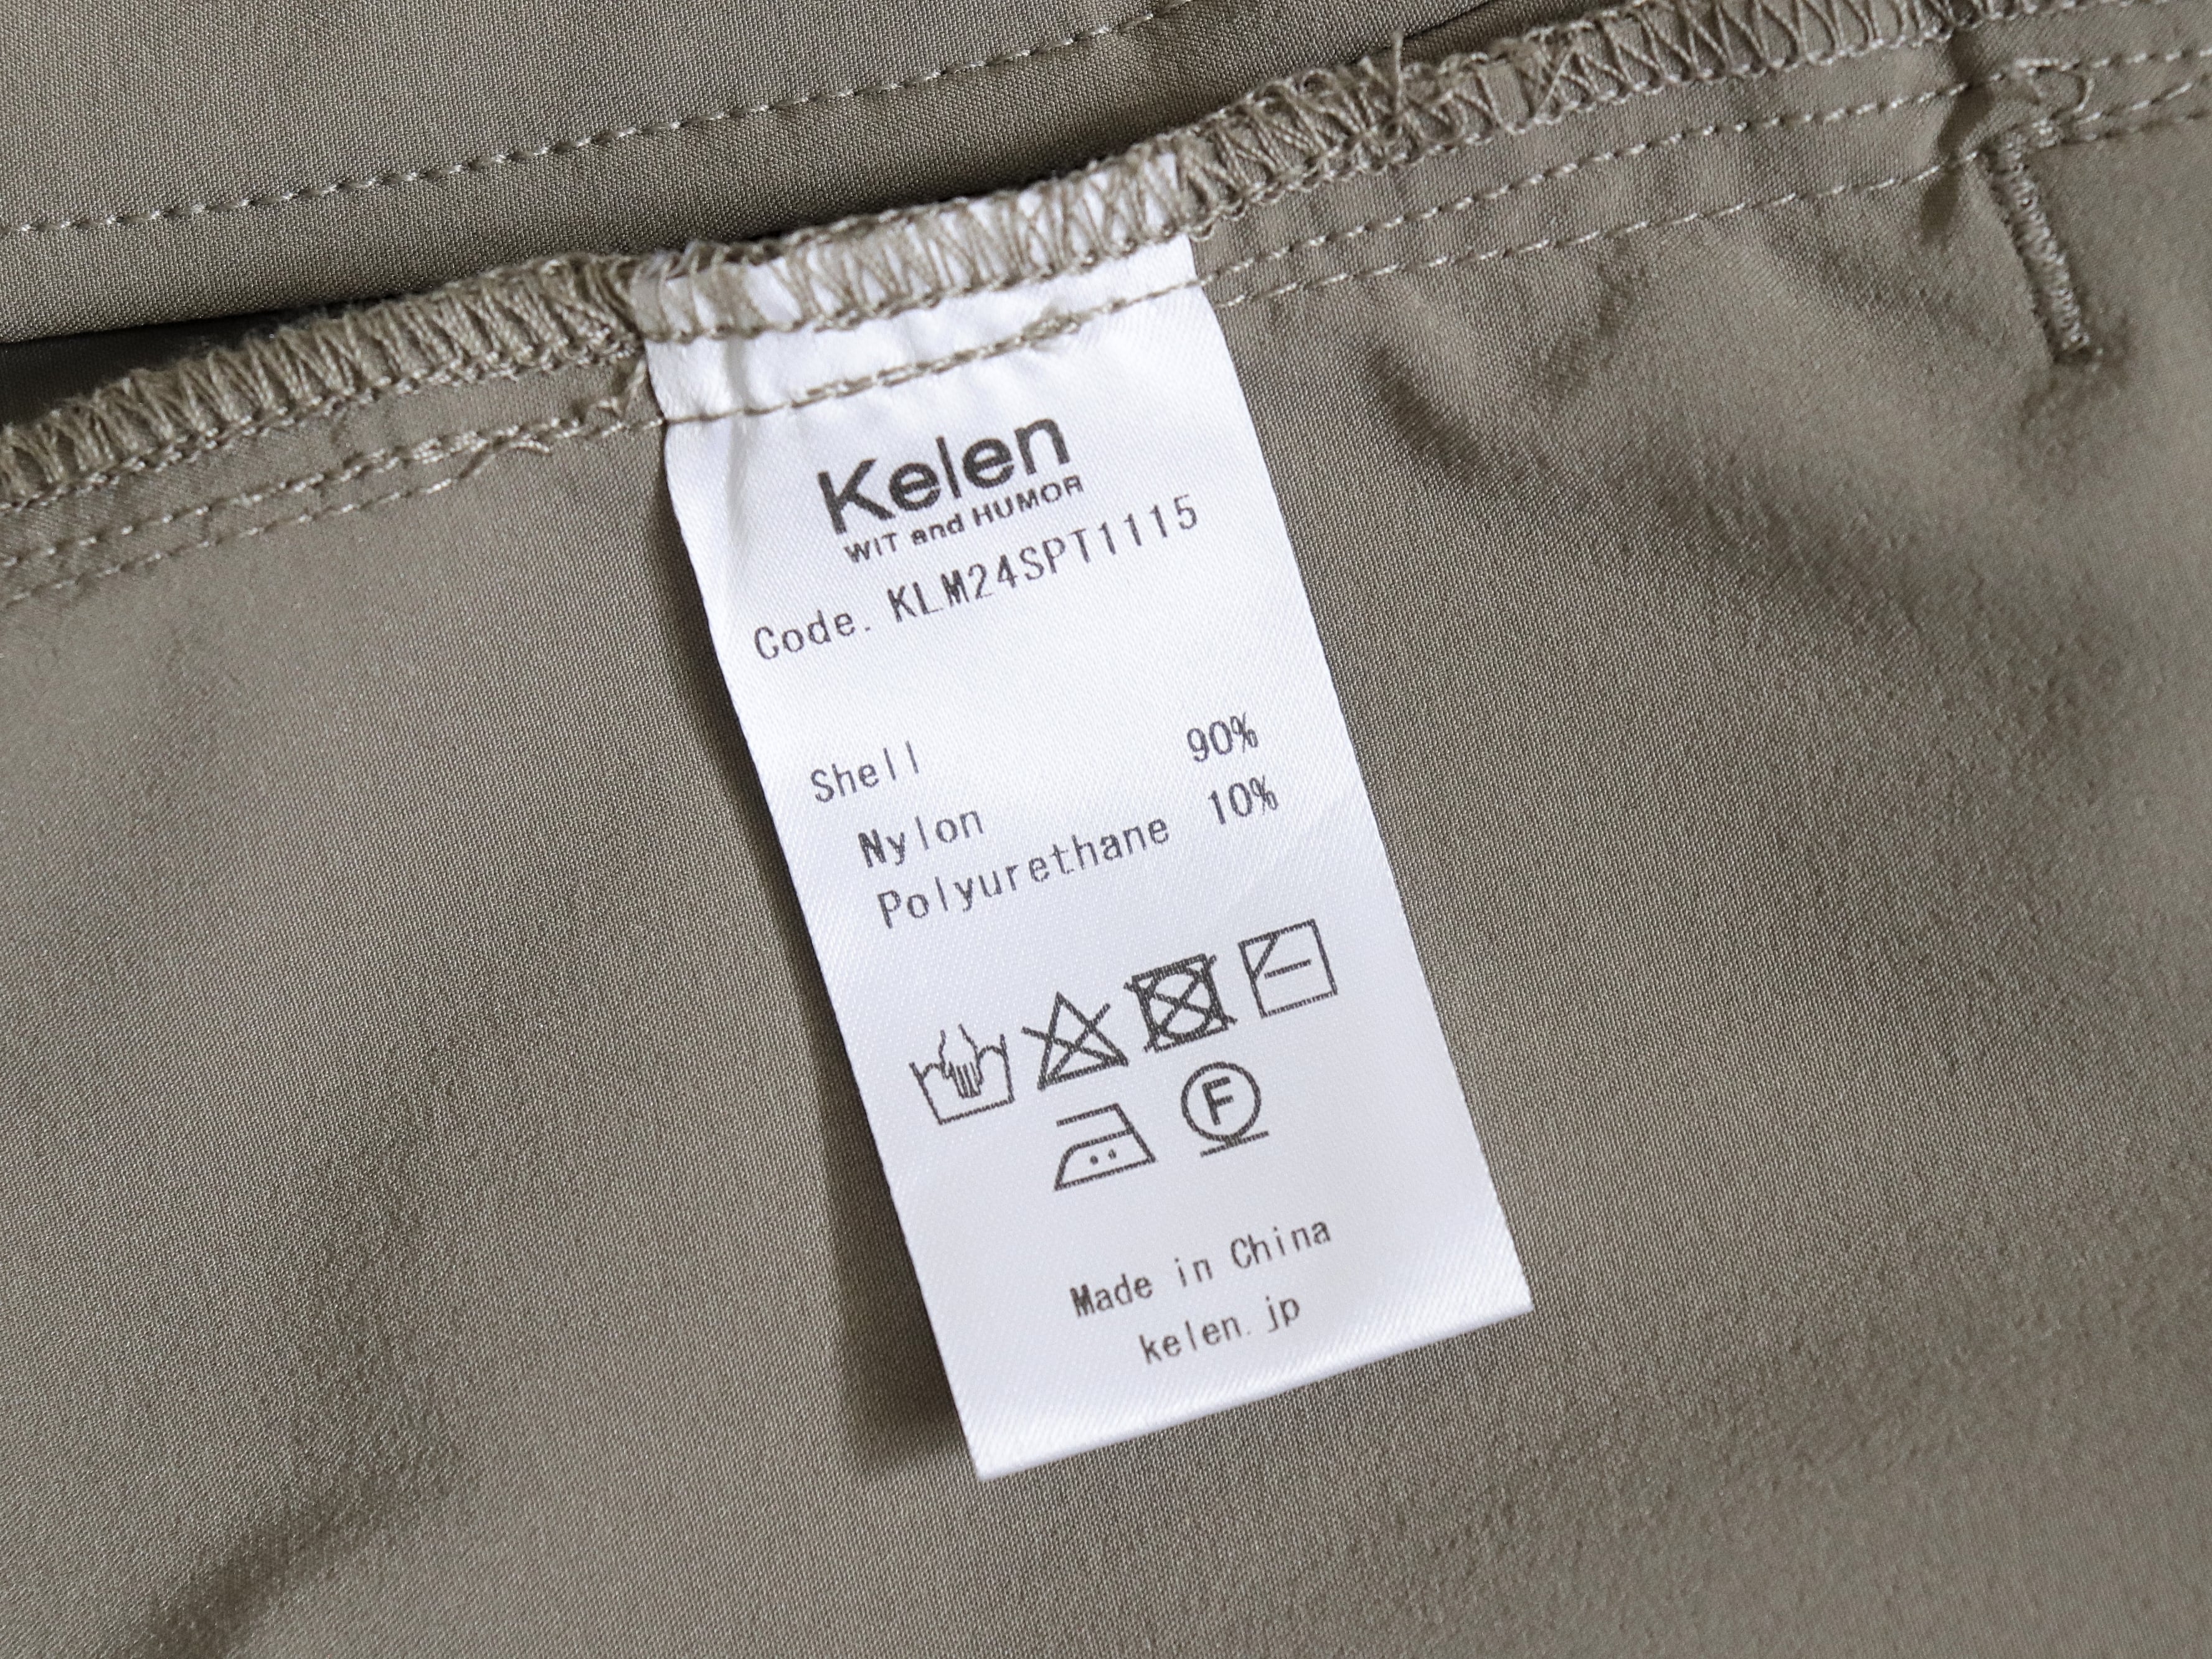 Kelen
WIT and HUMOR
Code. KLM24SPT1115
Shell
Nylon 90%
Polyurethane 10%
F
Made in China
kelen.jp